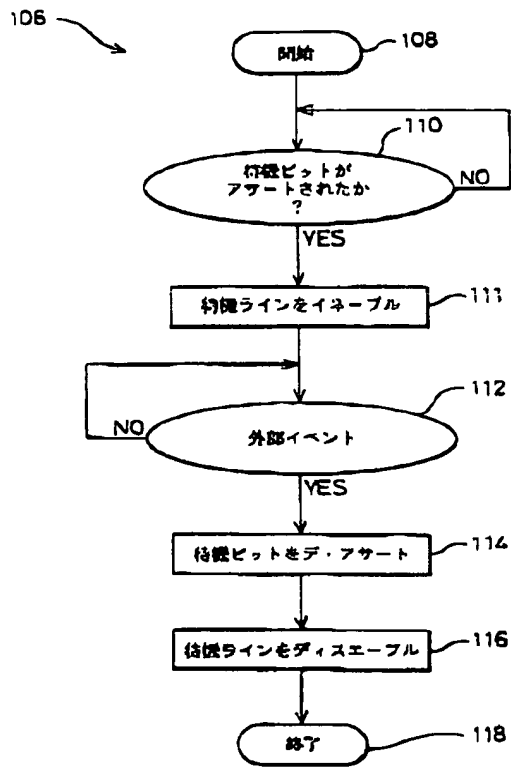 106
開始
108
110
待機ビットが
アサートされたか
?
NO
YES
待機ラインをイネーブル
111
112
NO
外部イベント
YES
待機ビットをデ・アサート
114
待機ラインをディスエーブル
116
終了
118